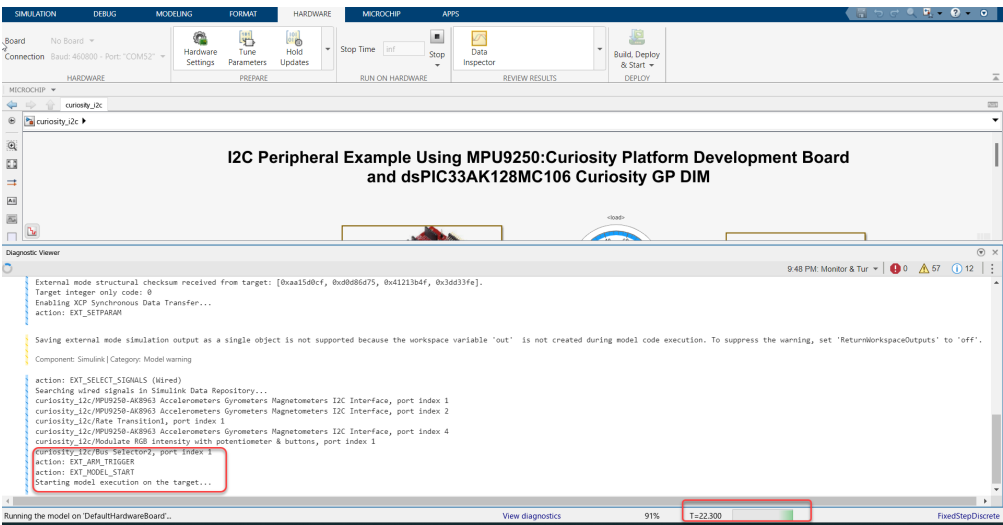 SIMULATION DEBUG MODELING FORMAT HARDWARE MICROCHIP APPS
Board No Board
Connection Baud: 460800 - Port: "COM52"
Hardware Settings
Tune Parameters
Hold Updates
Stop Time inf
Stop
Data Inspector
Build, Deploy & Start
HARDWARE PREPARE RUN ON HARDWARE REVIEW RESULTS DEPLOY
MICROCHIP
curiosity_i2c
curiosity_i2c
I2C Peripheral Example Using MPU9250:Curiosity Platform Development Board
and dsPIC33AK128MC106 Curiosity GP DIM
<load>
Diagnostic Viewer
9:48 PM: Monitor & Tur 0 57 12
External mode structural checksum received from target: [0xaa15d0cf, 0xd0d86d75, 0x41213b4f, 0x3dd33fe].
Target integer only code: 0
Enabling XCP Synchronous Data Transfer...
action: EXT_SETPARAM
Saving external mode simulation output as a single object is not supported because the workspace variable 'out' is not created during model code execution. To suppress the warning, set 'ReturnWorkspaceOutputs' to 'off'.
Component: Simulink | Category: Model warning
action: EXT_SELECT_SIGNALS (Wired)
Searching wired signals in Simulink Data Repository...
curiosity_i2c/MPU9250-AK8963 Accelerometers Gyrometers Magnetometers I2C Interface, port index 1
curiosity_i2c/MPU9250-AK8963 Accelerometers Gyrometers Magnetometers I2C Interface, port index 2
curiosity_i2c/Rate Transition1, port index 1
curiosity_i2c/MPU9250-AK8963 Accelerometers Gyrometers Magnetometers I2C Interface, port index 4
curiosity_i2c/Modulate RGB intensity with potentiometer & buttons, port index 1
curiosity_i2c/Bus Selector2, port index 1
action: EXT_ARM_TRIGGER
action: EXT_MODEL_START
Starting model execution on the target...
Running the model on 'DefaultHardwareBoard'... View diagnostics 91% T=22.300 FixedStepDiscrete